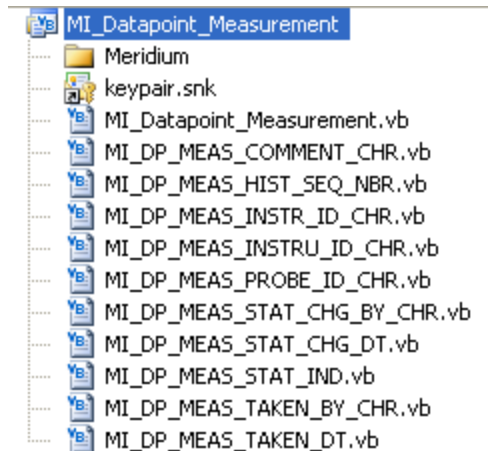 MI_Datapoint_Measurement
Meridium
keypair.snk
MI_Datapoint_Measurement.vb
MI_DP_MEAS_COMMENT_CHR.vb
MI_DP_MEAS_HIST_SEQ_NBR.vb
MI_DP_MEAS_INSTR_ID_CHR.vb
MI_DP_MEAS_INSTRU_ID_CHR.vb
MI_DP_MEAS_PROBE_ID_CHR.vb
MI_DP_MEAS_STAT_CHG_BY_CHR.vb
MI_DP_MEAS_STAT_CHG_DT.vb
MI_DP_MEAS_STAT_IND.vb
MI_DP_MEAS_TAKEN_BY_CHR.vb
MI_DP_MEAS_TAKEN_DT.vb